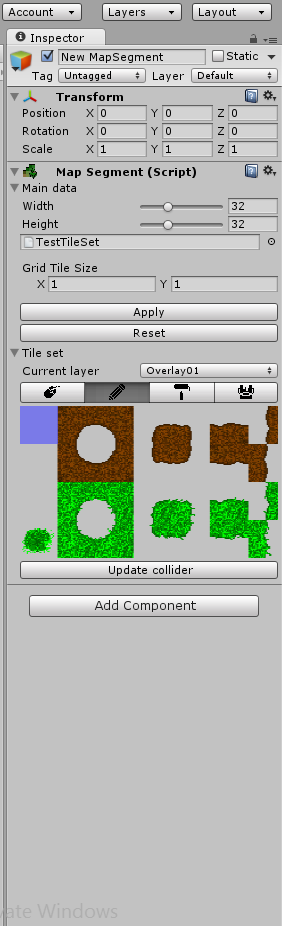 Account Layers Layout
Inspector
New MapSegment Static
Tag Untagged Layer Default
Transform
Position X 0 Y 0 Z 0
Rotation X 0 Y 0 Z 0
Scale X 1 Y 1 Z 1
Map Segment (Script)
Main data
Width 32
Height 32
TestTileSet
Grid Tile Size
X 1 Y 1
Apply
Reset
Tile set
Current layer Overlay01
Update collider
Add Component
vate Windows